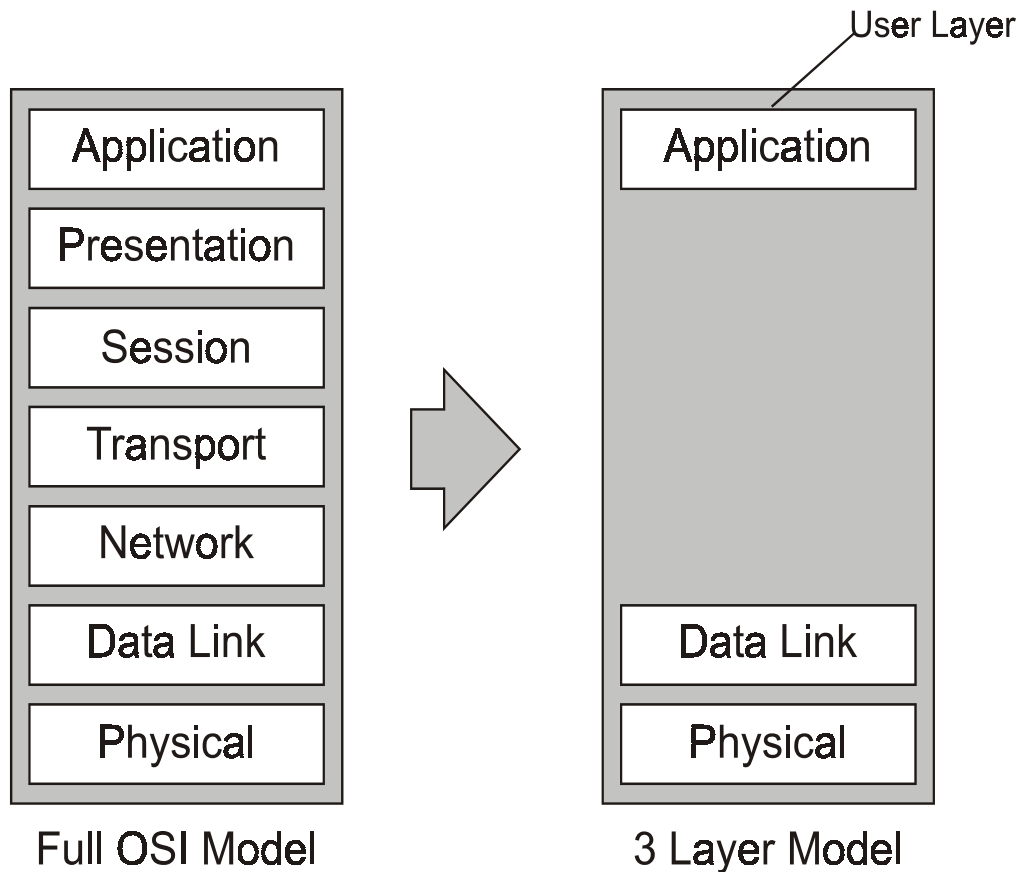 User Layer
Application
Presentation
Session
Transport
Network
Data Link
Physical
Full OSI Model
Application
Data Link
Physical
3 Layer Model